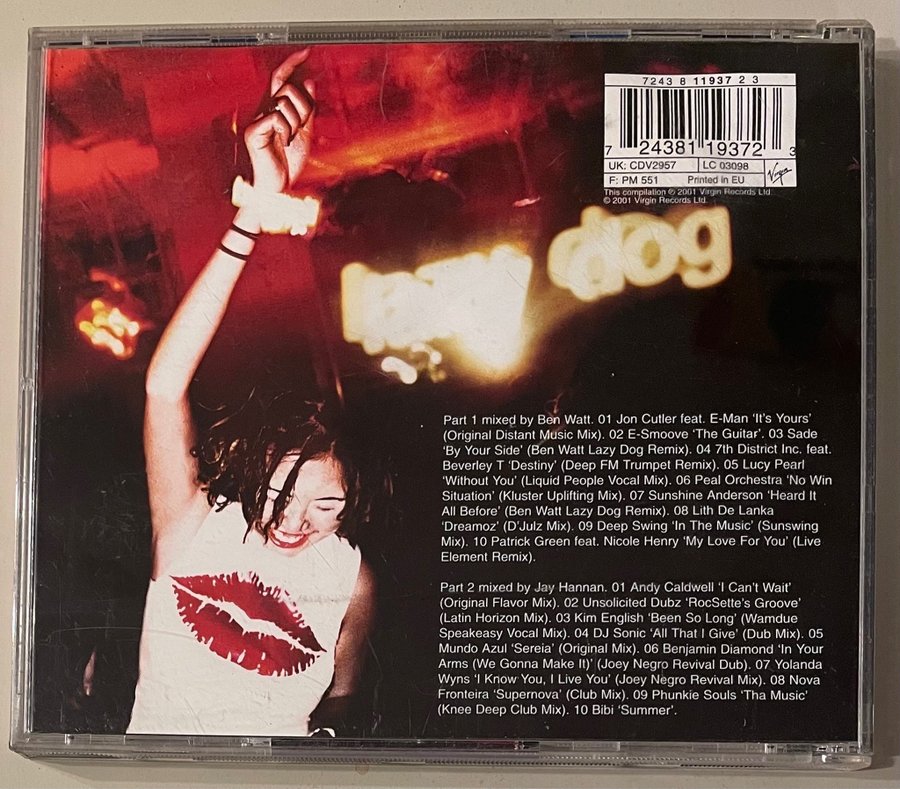 7243 8 11937 2 3
7 24381 19372 3
UK: CDV2957 LC 03098
F: PM 551 Printed in EU
Virgin
This compilation ℗ 2001 Virgin Records Ltd.
© 2001 Virgin Records Ltd.
lazy dog
Part 1 mixed by Ben Watt. 01 Jon Cutler feat. E-Man ‘It's Yours’
(Original Distant Music Mix). 02 E-Smoove ‘The Guitar’. 03 Sade
‘By Your Side’ (Ben Watt Lazy Dog Remix). 04 7th District Inc. feat.
Beverley T ‘Destiny’ (Deep FM Trumpet Remix). 05 Lucy Pearl
‘Without You’ (Liquid People Vocal Mix). 06 Peal Orchestra ‘No Win
Situation’ (Kluster Uplifting Mix). 07 Sunshine Anderson ‘Heard It
All Before’ (Ben Watt Lazy Dog Remix). 08 Lith De Lanka
‘Dreamoz’ (D'Julz Mix). 09 Deep Swing ‘In The Music’ (Sunswing
Mix). 10 Patrick Green feat. Nicole Henry ‘My Love For You’ (Live
Element Remix).
Part 2 mixed by Jay Hannan. 01 Andy Caldwell ‘I Can't Wait’
(Original Flavor Mix). 02 Unsolicited Dubz ‘RocSette's Groove’
(Latin Horizon Mix). 03 Kim English ‘Been So Long’ (Wamdue
Speakeasy Vocal Mix). 04 DJ Sonic ‘All That I Give’ (Dub Mix). 05
Mundo Azul ‘Sereia’ (Original Mix). 06 Benjamin Diamond ‘In Your
Arms (We Gonna Make It)’ (Joey Negro Revival Dub). 07 Yolanda
Wyns ‘I Know You, I Live You’ (Joey Negro Revival Mix). 08 Nova
Fronteira ‘Supernova’ (Club Mix). 09 Phunkie Souls ‘Tha Music’
(Knee Deep Club Mix). 10 Bibi ‘Summer’.